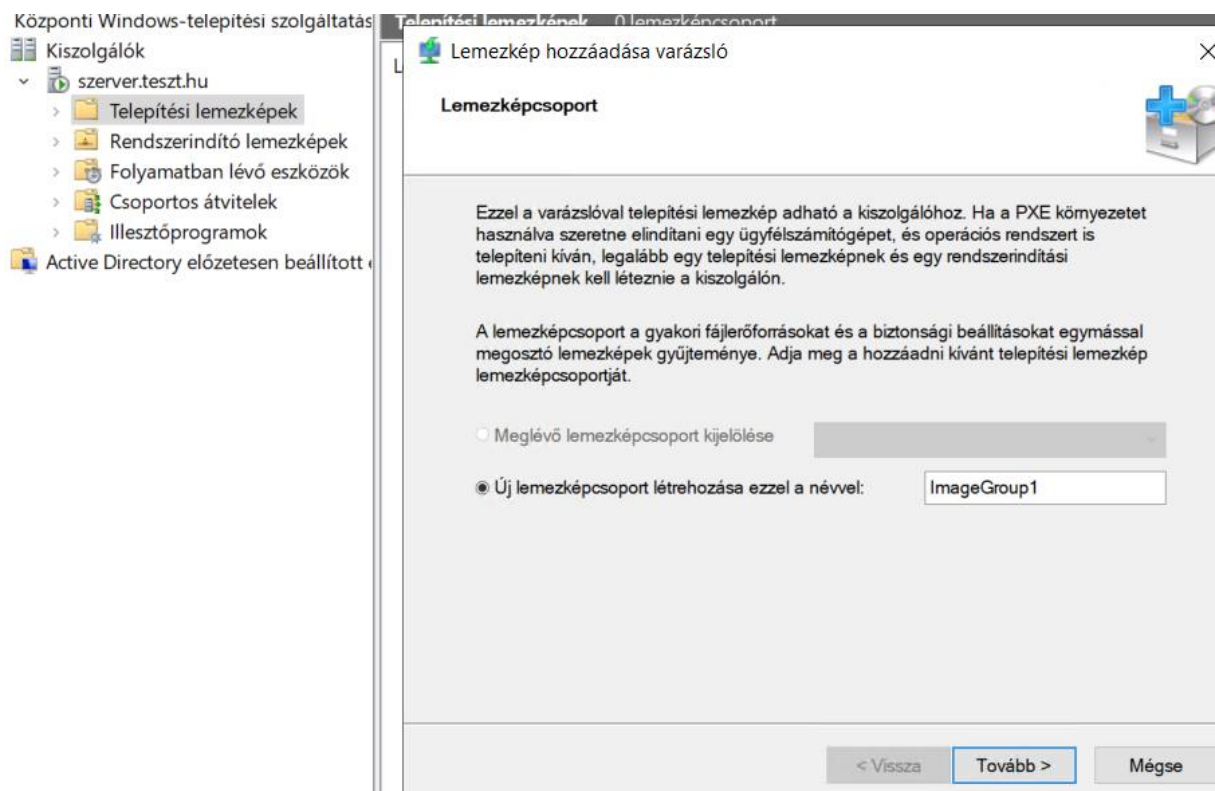 Központi Windows-telepítési szolgáltatás
Kiszolgálók
szerver.teszt.hu
Telepítési lemezképek
Rendszerindító lemezképek
Folyamatban lévő eszközök
Csoportos átvitelek
Illesztőprogramok
Active Directory előzetesen beállított
Telepítési lemezképek 0 lemezképcsoport
Lemezkép hozzáadása varázsló
Lemezképcsoport
Ezzel a varázslóval telepítési lemezkép adható a kiszolgálóhoz. Ha a PXE környezetet
használva szeretne elindítani egy ügyfélszámítógépet, és operációs rendszert is
telepíteni kíván, legalább egy telepítési lemezképnek és egy rendszerindítási
lemezképnek kell léteznie a kiszolgálón.
A lemezképcsoport a gyakori fájlerőforrásokat és a biztonsági beállításokat egymással
megosztó lemezképek gyűjteménye. Adja meg a hozzáadni kívánt telepítési lemezkép
lemezképcsoportját.
Meglévő lemezképcsoport kijelölése
Új lemezképcsoport létrehozása ezzel a névvel: ImageGroup1
< Vissza Tovább > Mégse